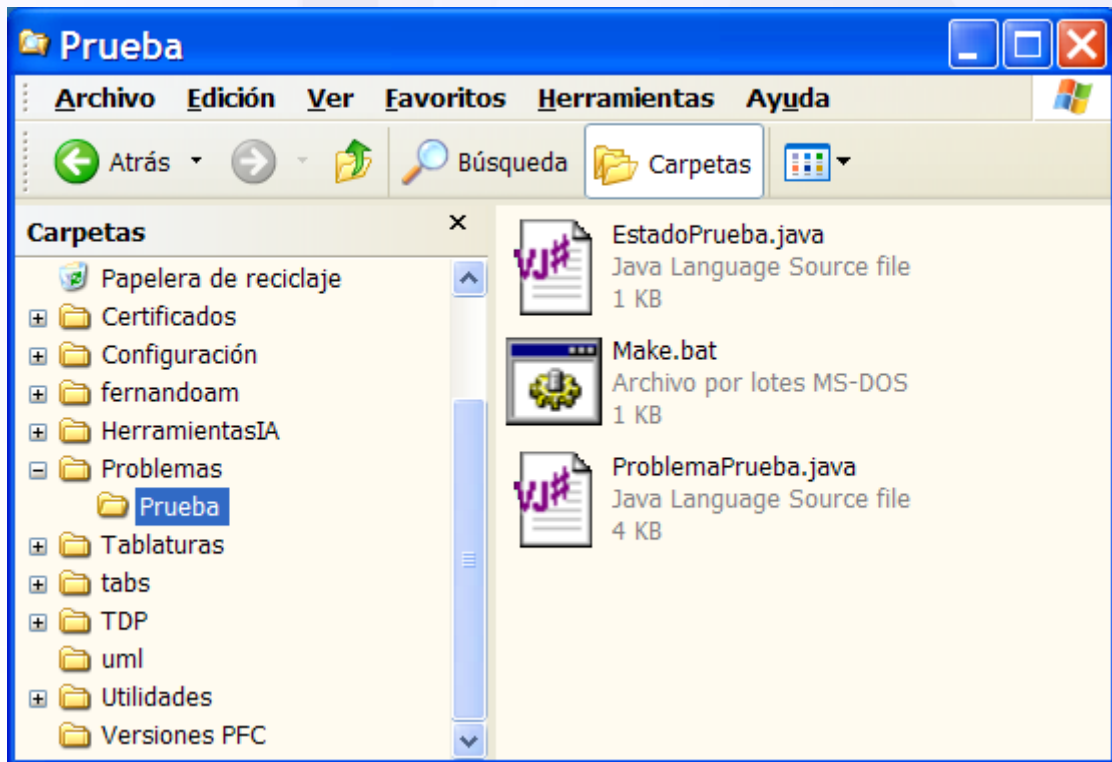 Prueba
Archivo Edición Ver Favoritos Herramientas Ayuda
Atrás Búsqueda Carpetas
Carpetas
Papelera de reciclaje
Certificados
Configuración
fernandoam
HerramientasIA
Problemas
Prueba
Tablaturas
tabs
TDP
uml
Utilidades
Versiones PFC
VJ#
EstadoPrueba.java
Java Language Source file
1 KB
Make.bat
Archivo por lotes MS-DOS
1 KB
VJ#
ProblemaPrueba.java
Java Language Source file
4 KB